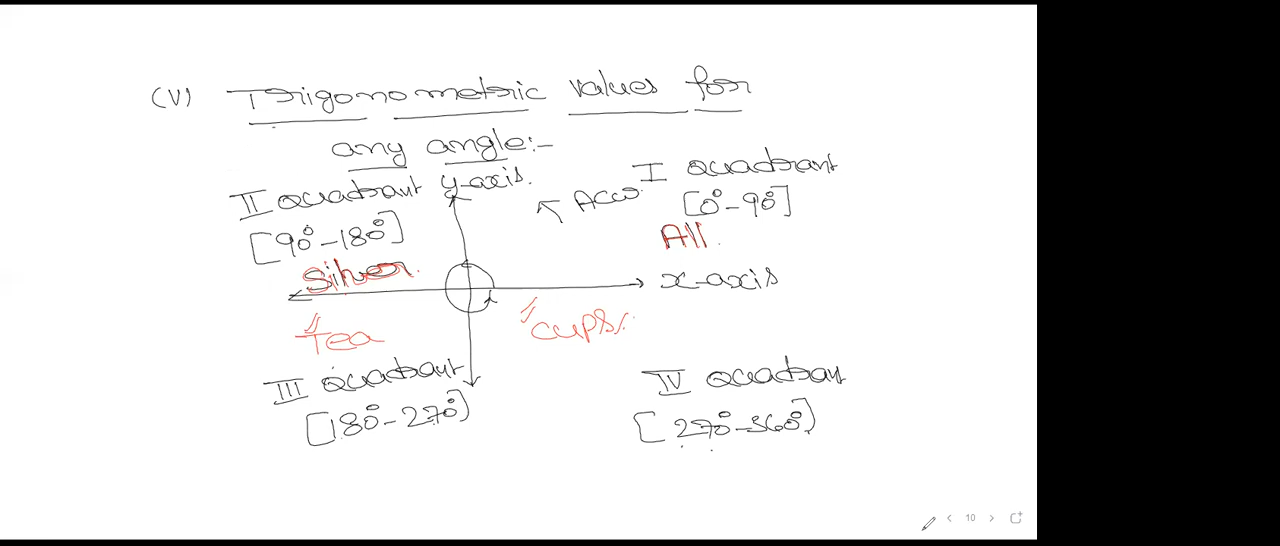 (V) Trigonometric values for
any angle:-
II quadrant y-axis. I quadrant
[90°-180°] ↖ Acw. [0°-90°]
Silver. All.
x-axis
Tea cups.
III quadrant IV quadrant
[180°-270°] [270°-360°]
10